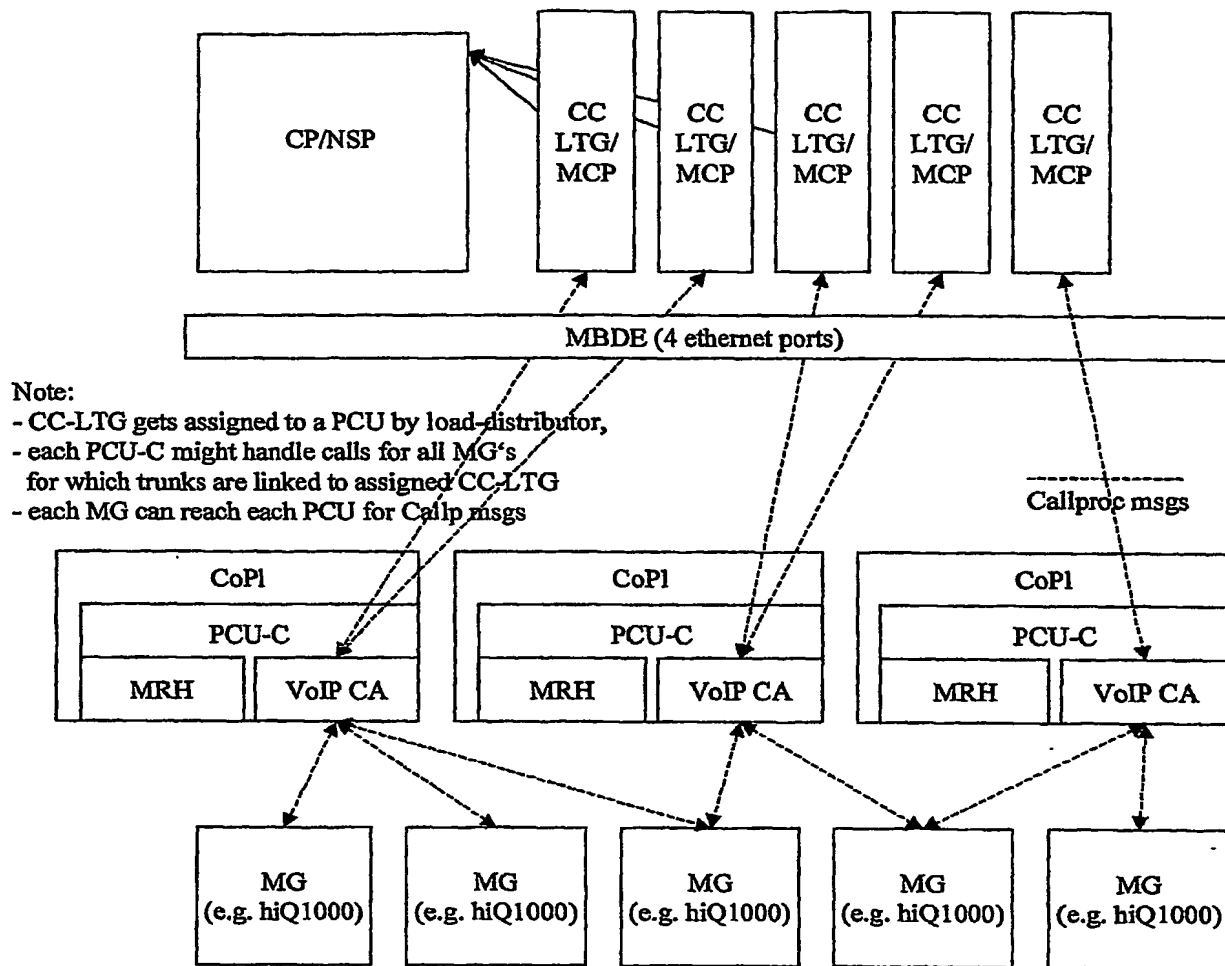 CP/NSP
CC
LTG/
MCP
CC
LTG/
MCP
CC
LTG/
MCP
CC
LTG/
MCP
CC
LTG/
MCP
MBDE (4 ethernet ports)
Note:
- CC-LTG gets assigned to a PCU by load-distributor,
- each PCU-C might handle calls for all MG‘s
for which trunks are linked to assigned CC-LTG
- each MG can reach each PCU for Callp msgs
Callproc msgs
CoPl
PCU-C
MRH
VoIP CA
CoPl
PCU-C
MRH
VoIP CA
CoPl
PCU-C
MRH
VoIP CA
MG
(e.g. hiQ1000)
MG
(e.g. hiQ1000)
MG
(e.g. hiQ1000)
MG
(e.g. hiQ1000)
MG
(e.g. hiQ1000)